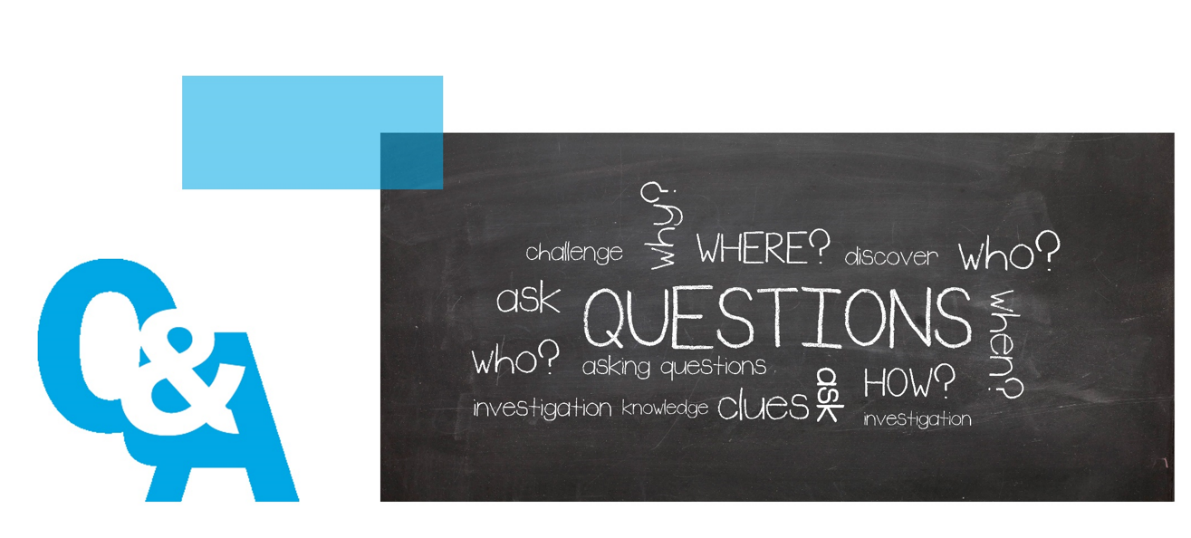 Q&A
why?
challenge
WHERE?
discover
who?
ask
QUESTIONS
when?
who?
asking questions
HOW?
investigation
knowledge
clues
ask
investigation